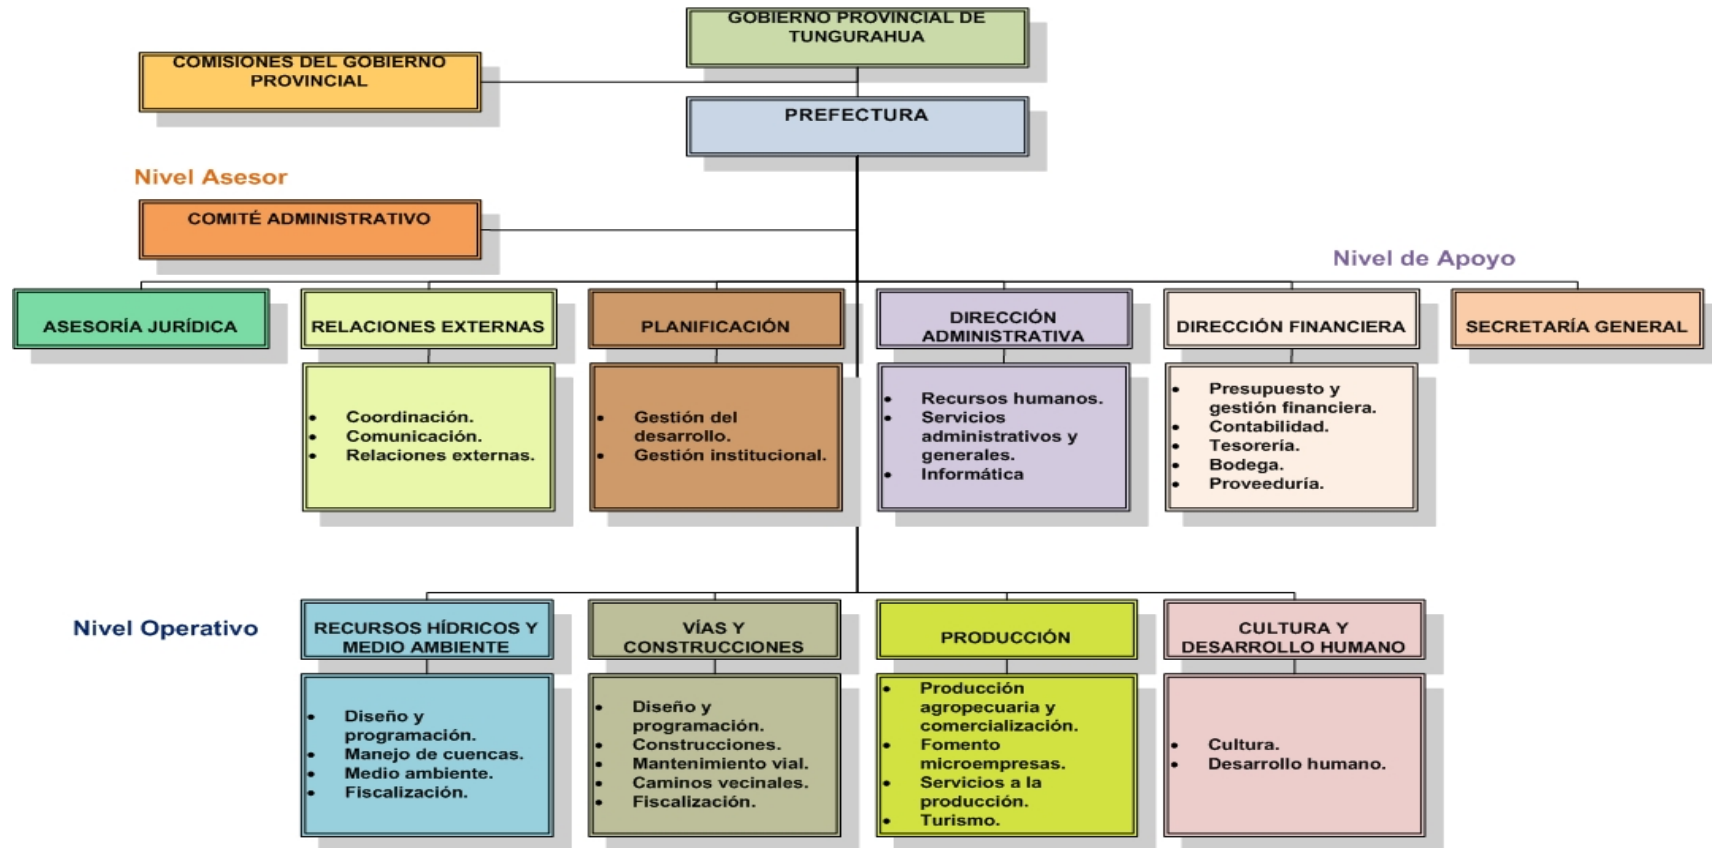 GOBIERNO PROVINCIAL DE
TUNGURAHUA
COMISIONES DEL GOBIERNO
PROVINCIAL
PREFECTURA
Nivel Asesor
COMITÉ ADMINISTRATIVO
Nivel de Apoyo
ASESORÍA JURÍDICA
RELACIONES EXTERNAS
PLANIFICACIÓN
DIRECCIÓN
ADMINISTRATIVA
DIRECCIÓN FINANCIERA
SECRETARÍA GENERAL
• Coordinación.
• Comunicación.
• Relaciones externas.
• Gestión del
desarrollo.
• Gestión institucional.
• Recursos humanos.
• Servicios
administrativos y
generales.
• Informática
• Presupuesto y
gestión financiera.
• Contabilidad.
• Tesorería.
• Bodega.
• Proveeduría.
Nivel Operativo
RECURSOS HÍDRICOS Y
MEDIO AMBIENTE
VÍAS Y
CONSTRUCCIONES
PRODUCCIÓN
CULTURA Y
DESARROLLO HUMANO
• Diseño y
programación.
• Manejo de cuencas.
• Medio ambiente.
• Fiscalización.
• Diseño y
programación.
• Construcciones.
• Mantenimiento vial.
• Caminos vecinales.
• Fiscalización.
• Producción
agropecuaria y
comercialización.
• Fomento
microempresas.
• Servicios a la
producción.
• Turismo.
• Cultura.
• Desarrollo humano.